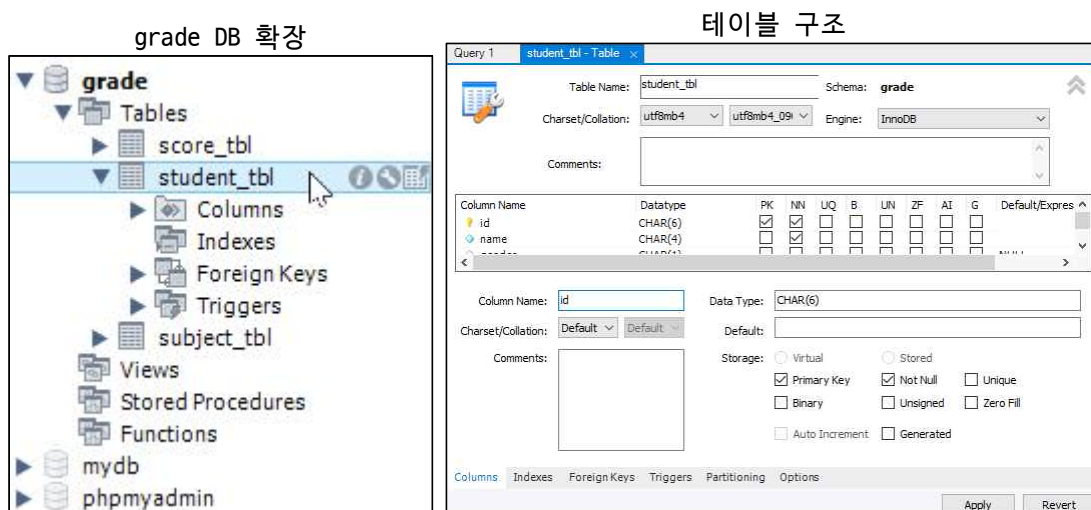 grade DB 확장
grade
Tables
score_tbl
student_tbl
Columns
Indexes
Foreign Keys
Triggers
subject_tbl
Views
Stored Procedures
Functions
mydb
phpmyadmin
테이블 구조
Query 1 student_tbl - Table ×
Table Name: student_tbl Schema: grade
Charset/Collation: utf8mb4 utf8mb4_09 Engine: InnoDB
Comments:
Column Name Datatype PK NN UQ B UN ZF AI G Default/Expres
id CHAR(6)
name CHAR(4)
Column Name: id Data Type: CHAR(6)
Charset/Collation: Default Default Default:
Comments: Storage: Virtual Stored
Primary Key Not Null Unique
Binary Unsigned Zero Fill
Auto Increment Generated
Columns Indexes Foreign Keys Triggers Partitioning Options
Apply Revert